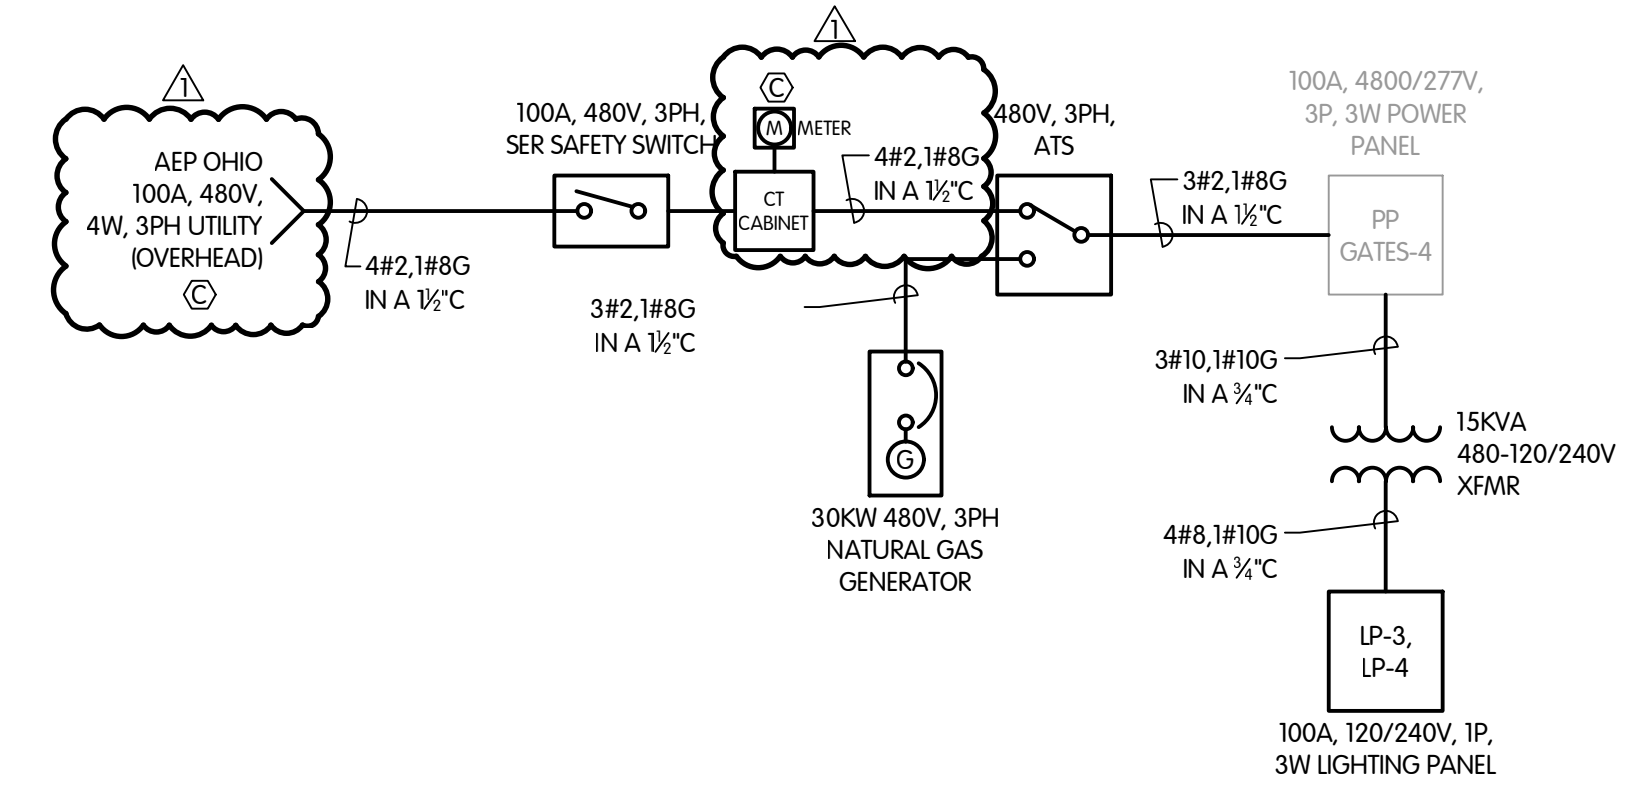 1
AEP OHIO
100A, 480V,
4W, 3PH UTILITY
(OVERHEAD)
C
4#2,1#8G
IN A 1½"C
100A, 480V, 3PH,
SER SAFETY SWITCH
1
C
M METER
CT
CABINET
4#2,1#8G
IN A 1½"C
480V, 3PH,
ATS
3#2,1#8G
IN A 1½"C
100A, 4800/277V,
3P, 3W POWER
PANEL
PP
GATES-4
3#2,1#8G
IN A 1½"C
G
30KW 480V, 3PH
NATURAL GAS
GENERATOR
3#10,1#10G
IN A ¾"C
15KVA
480-120/240V
XFMR
4#8,1#10G
IN A ¾"C
LP-3,
LP-4
100A, 120/240V, 1P,
3W LIGHTING PANEL